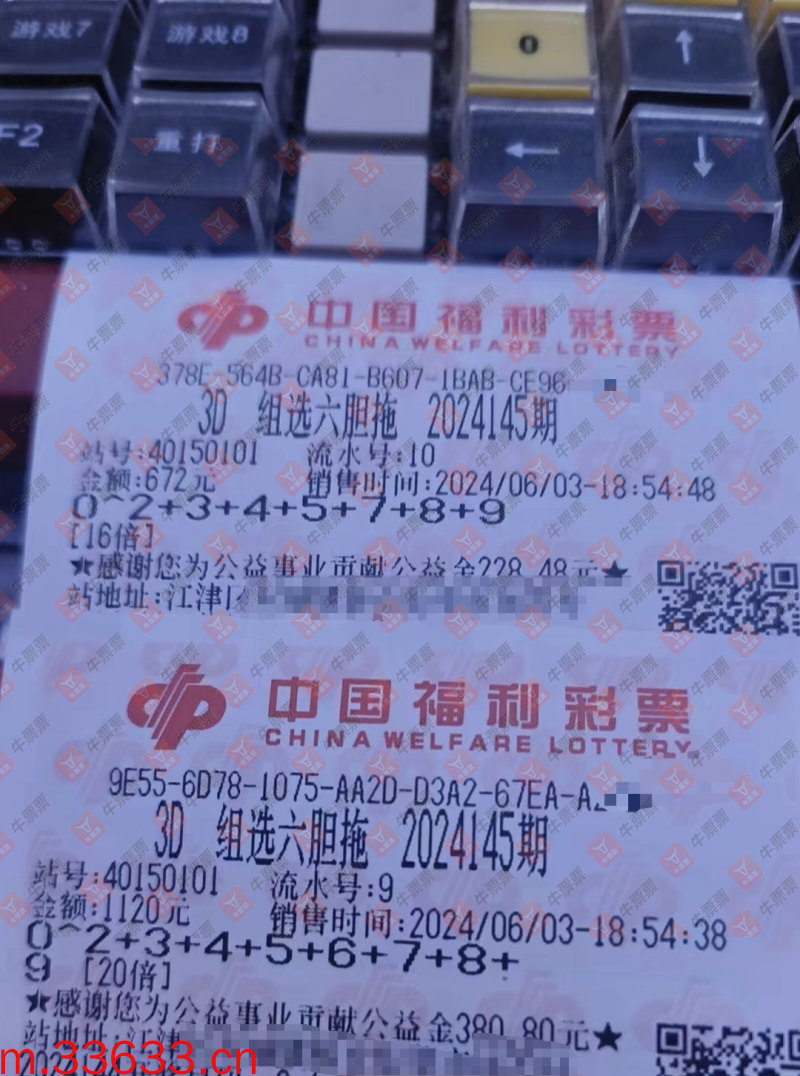 游戏7
游戏8
0
↑
F2
重打
←
↓
中国福利彩票
CHINA WELFARE LOTTERY
378E-564B-CA81-B607-1BAB-CE96
3D 组选六胆拖 2024145期
站号:40150101 流水号:10
金额:672元 销售时间:2024/06/03-18:54:48
0^2+3+4+5+7+8+9
[16倍]
★感谢您为公益事业贡献公益金228.48元★
站地址:江津
中国福利彩票
CHINA WELFARE LOTTERY
9E55-6D78-1075-AA2D-D3A2-67EA-A
3D 组选六胆拖 2024145期
站号:40150101 流水号:9
金额:1120元 销售时间:2024/06/03-18:54:38
0^2+3+4+5+6+7+8+
9 [20倍]
★感谢您为公益事业贡献公益金380.80元★
站地址:江津
m.33633.cn
牛票票